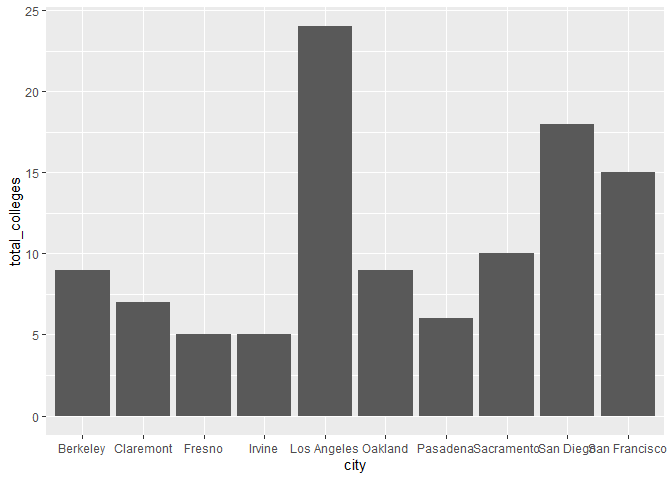 25
20
15
10
5
0
total_colleges
Berkeley Claremont Fresno Irvine Los Angeles Oakland Pasadena Sacramento San Diego San Francisco
city